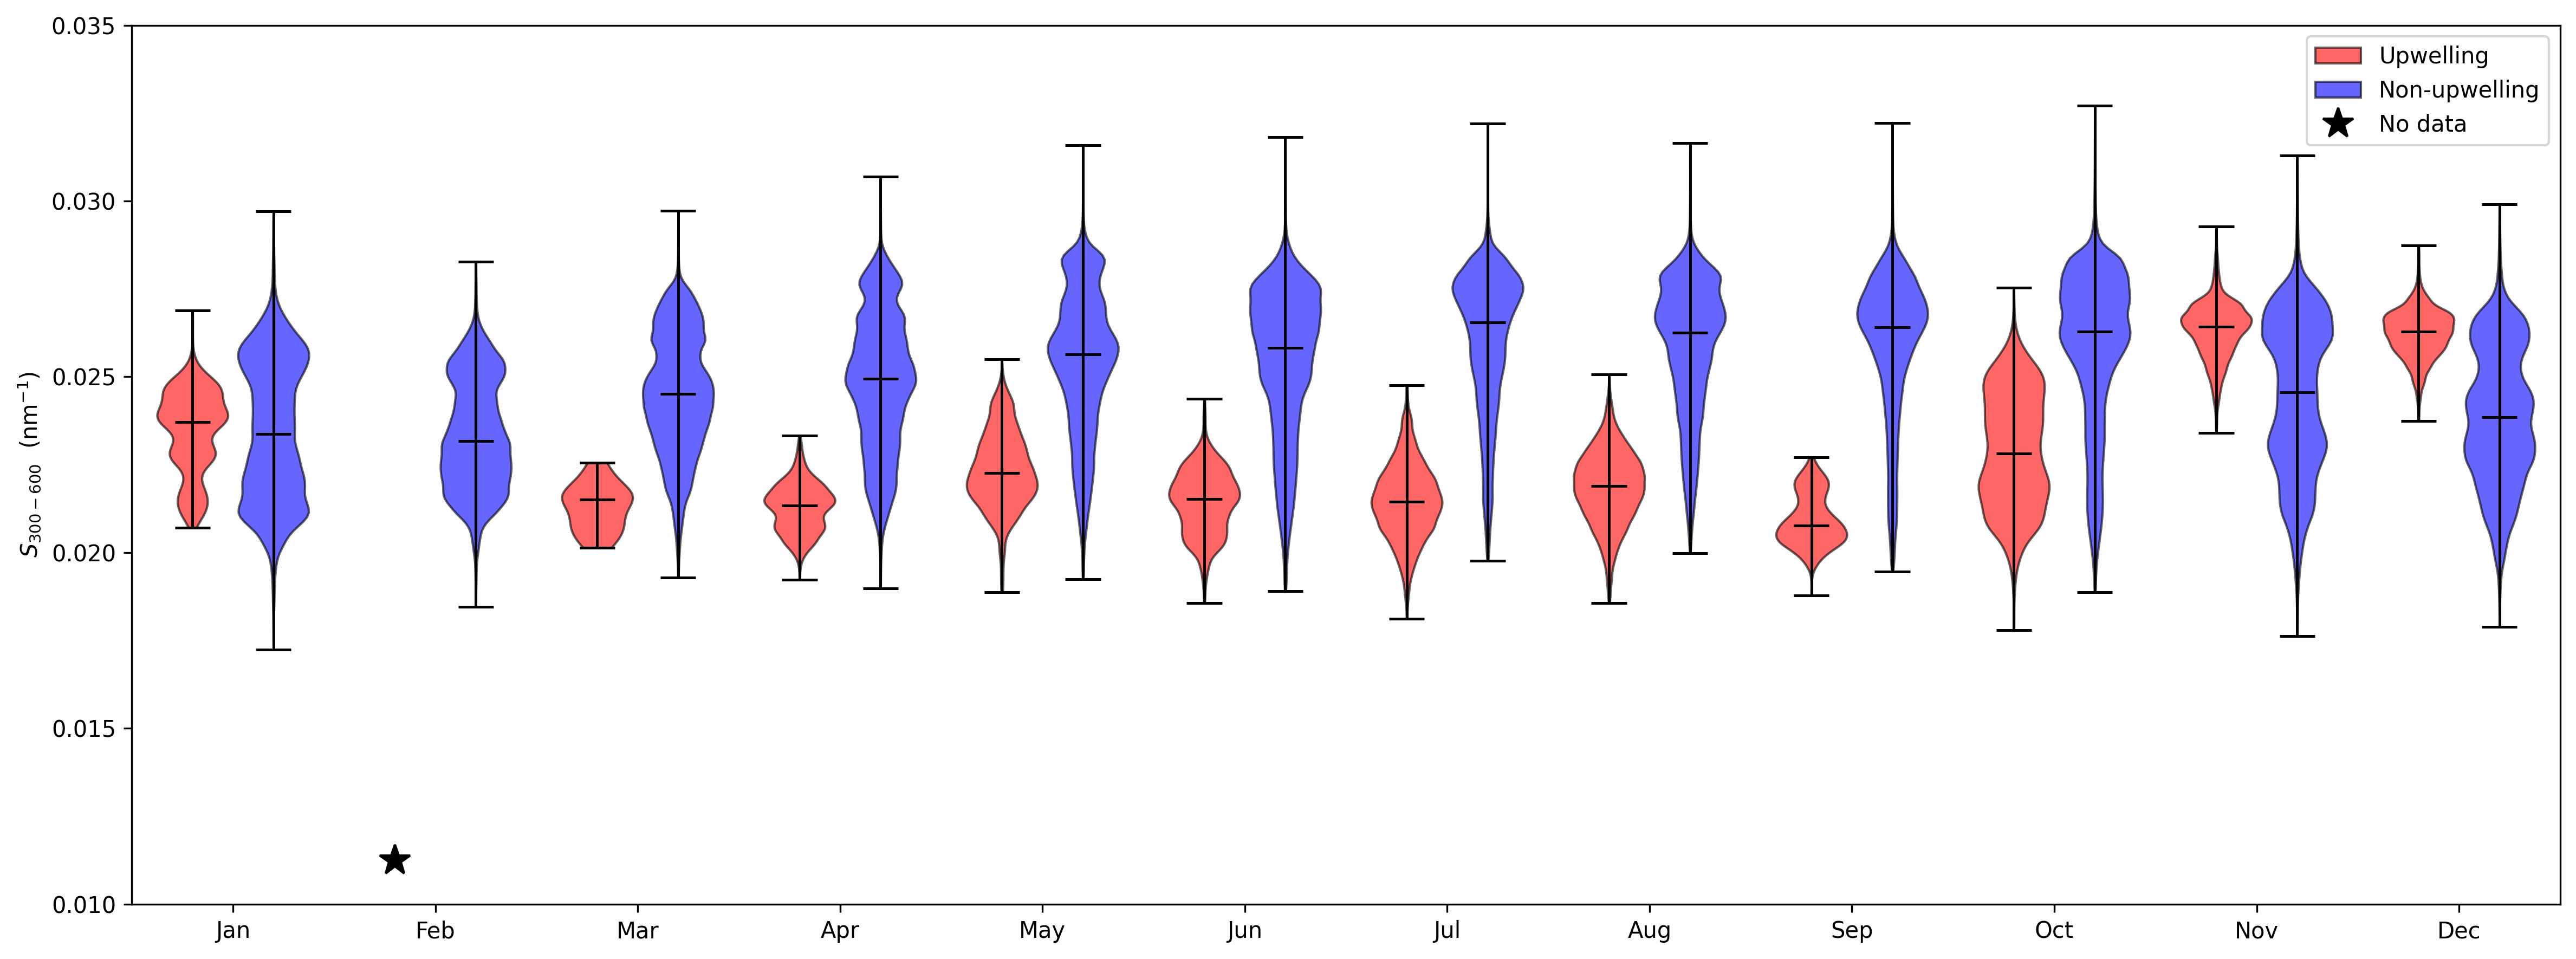 0.035
0.030
0.025
0.020
0.015
0.010
S300−600 (nm−1)
Upwelling
Non-upwelling
No data
Jan Feb Mar Apr May Jun Jul Aug Sep Oct Nov Dec